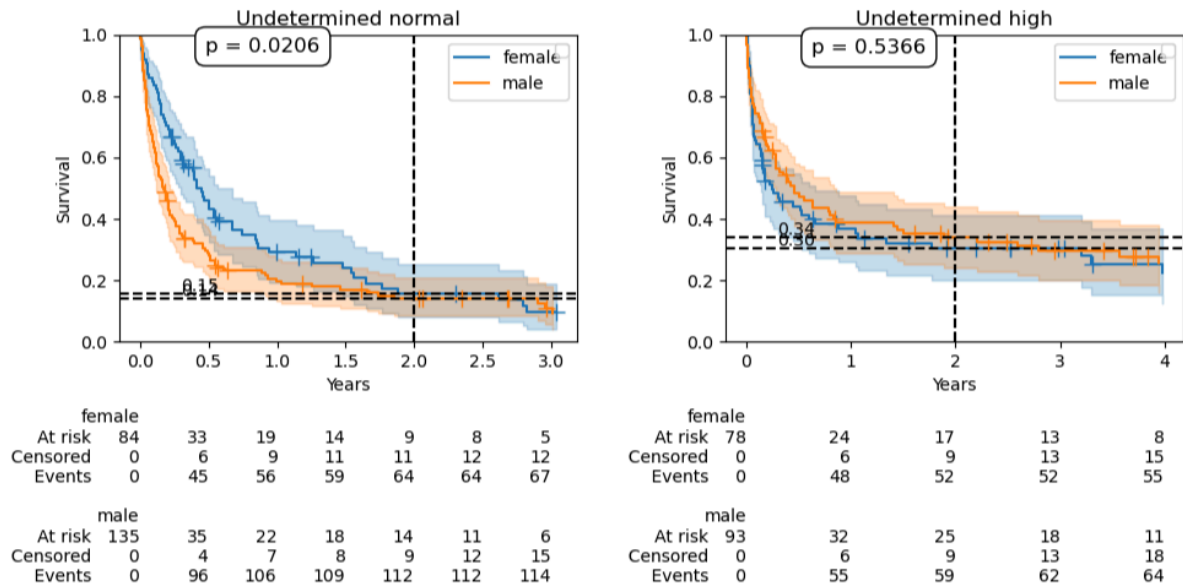 Undetermined normal
p = 0.0206
female
male
1.0
0.8
0.6
0.4
0.2
0.0
Survival
0.15
0.0 0.5 1.0 1.5 2.0 2.5 3.0
Years
female
At risk 84 33 19 14 9 8 5
Censored 0 6 9 11 11 12 12
Events 0 45 56 59 64 64 67
male
At risk 135 35 22 18 14 11 6
Censored 0 4 7 8 9 12 15
Events 0 96 106 109 112 112 114
Undetermined high
p = 0.5366
female
male
1.0
0.8
0.6
0.4
0.2
0.0
Survival
0.34
0.30
0 1 2 3 4
Years
female
At risk 78 24 17 13 8
Censored 0 6 9 13 15
Events 0 48 52 52 55
male
At risk 93 32 25 18 11
Censored 0 6 9 13 18
Events 0 55 59 62 64